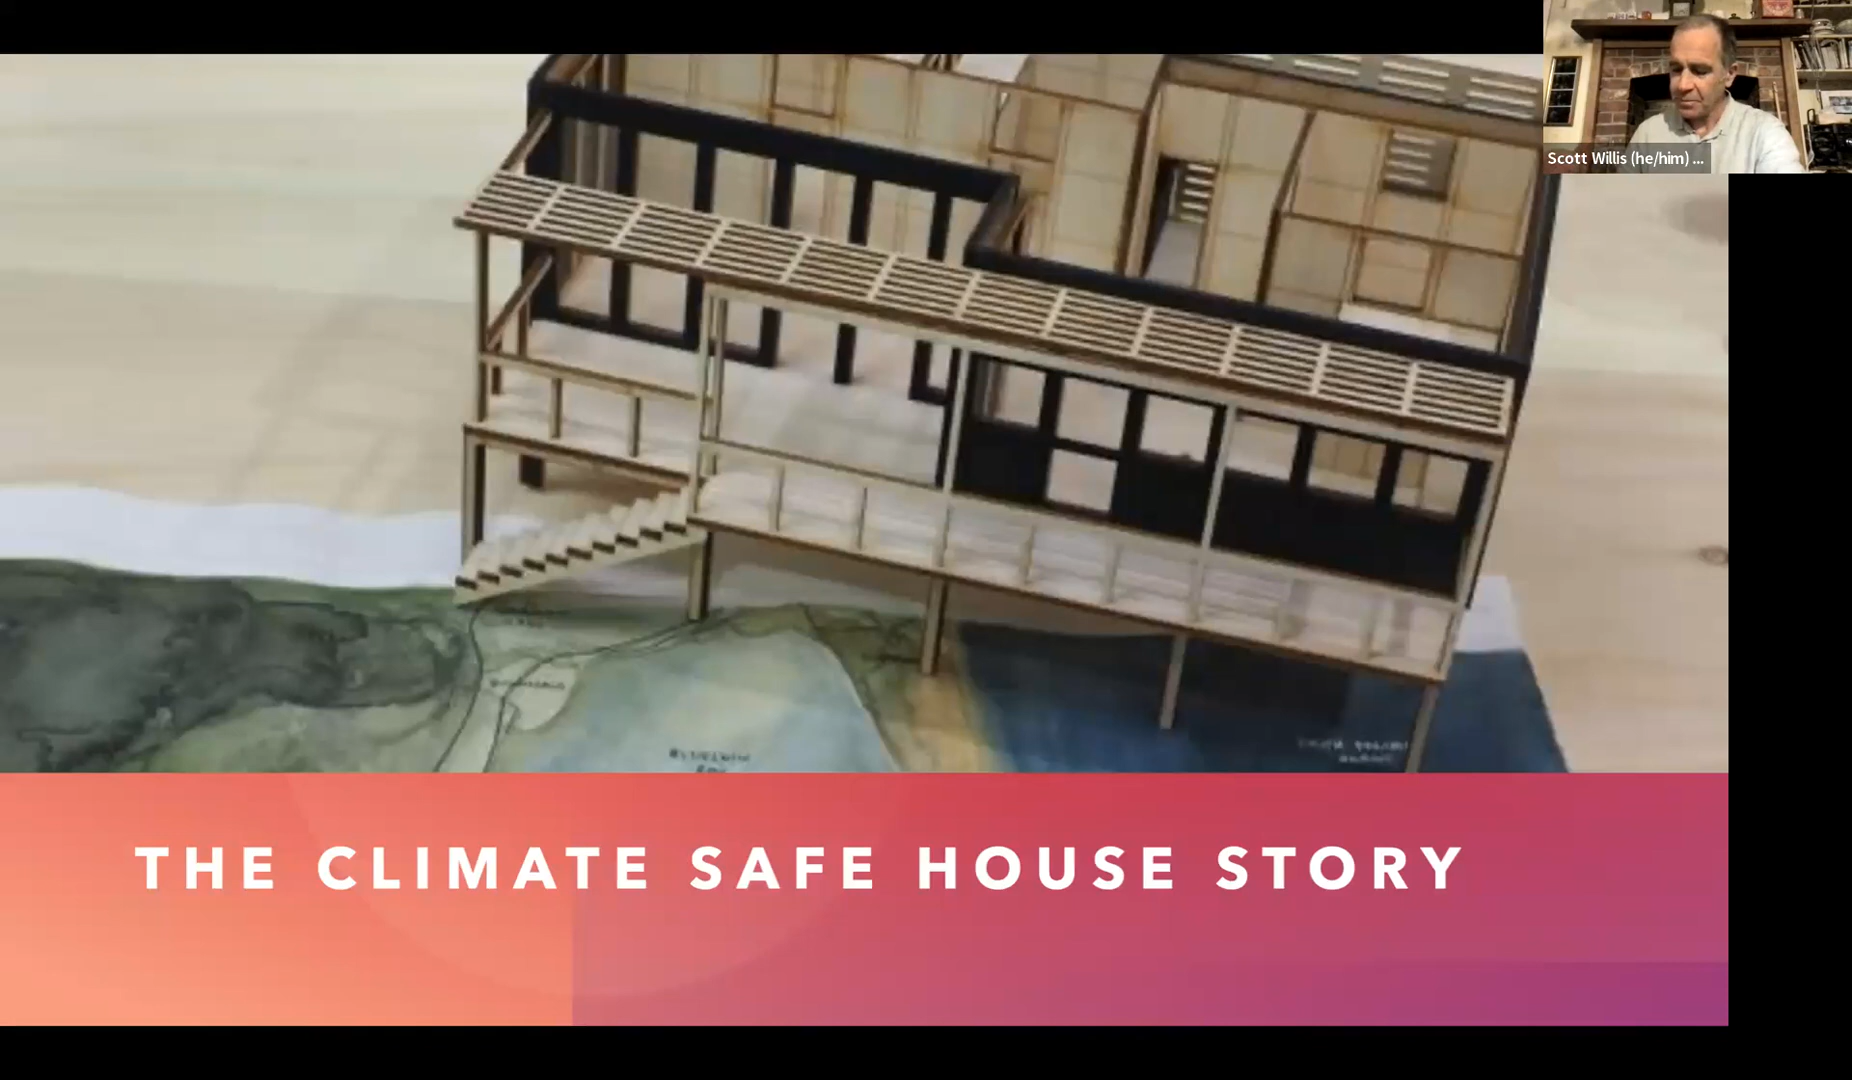 Scott Willis (he/him) ...
THE CLIMATE SAFE HOUSE STORY